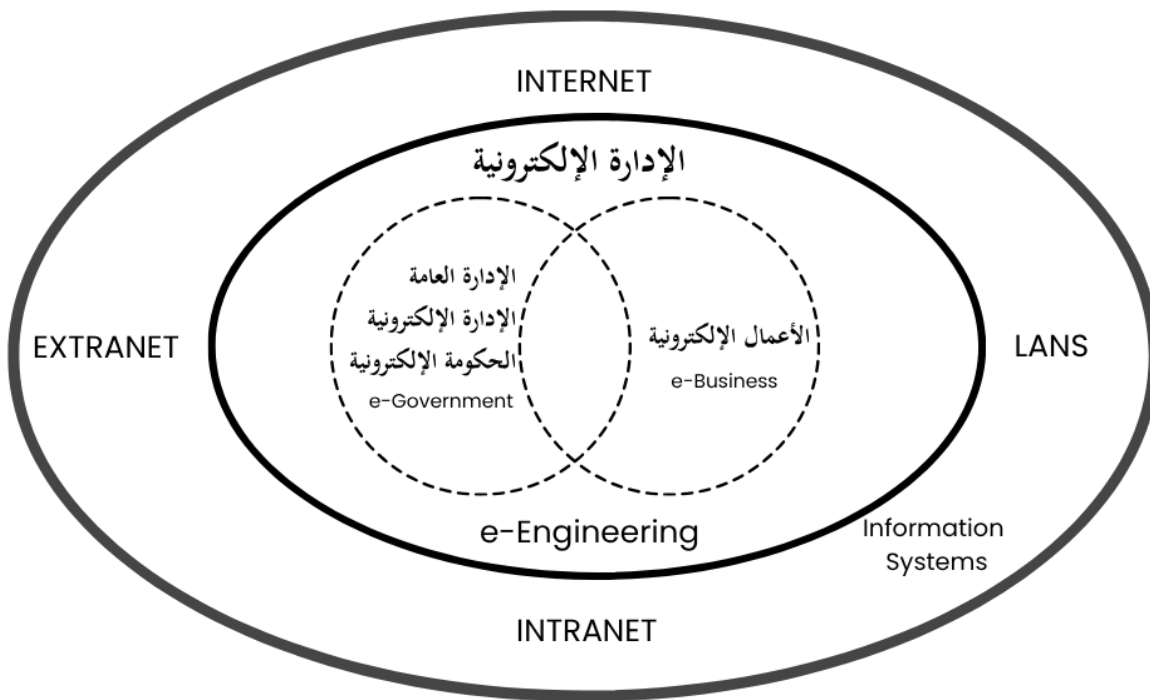 INTERNET
الإدارة الإلكترونية
الإدارة العامة
الإدارة الإلكترونية
الحكومة الإلكترونية
e-Government
الأعمال الإلكترونية
e-Business
EXTRANET
LANS
e-Engineering
Information
Systems
INTRANET